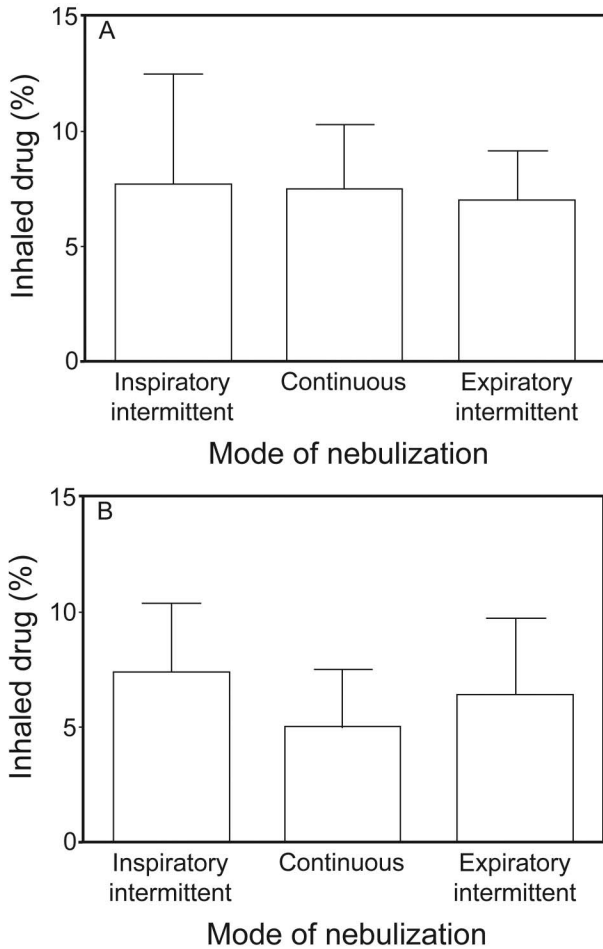 15
A
10
5
0
Inhaled drug (%)
Inspiratory
intermittent
Continuous
Expiratory
intermittent
Mode of nebulization
15
B
10
5
0
Inhaled drug (%)
Inspiratory
intermittent
Continuous
Expiratory
intermittent
Mode of nebulization